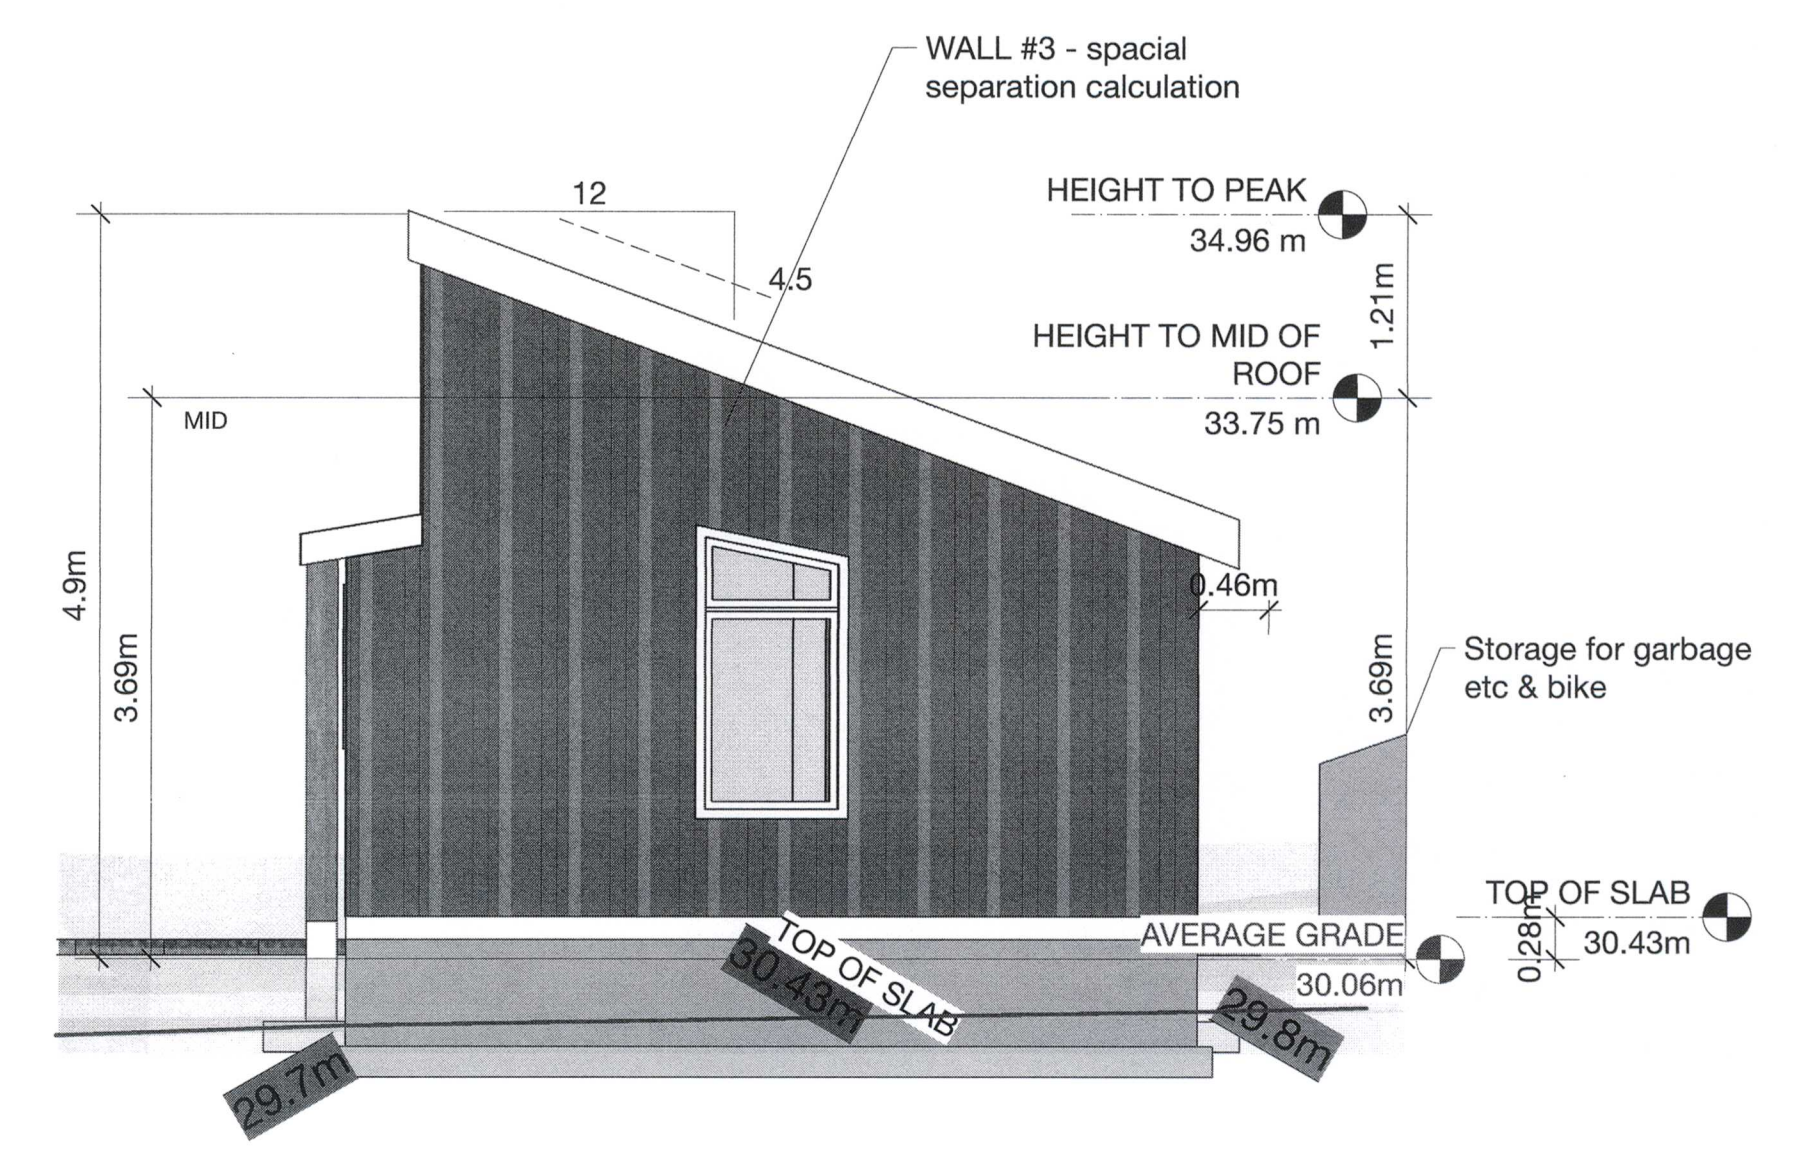 WALL #3 - spacial
separation calculation
12
4.5
HEIGHT TO PEAK
34.96 m
1.21m
HEIGHT TO MID OF
ROOF
33.75 m
MID
4.9m
3.69m
0.46m
3.69m
Storage for garbage
etc & bike
TOP OF SLAB
30.43m
0.28m
AVERAGE GRADE
30.06m
TOP OF SLAB
30.43m
29.8m
29.7m